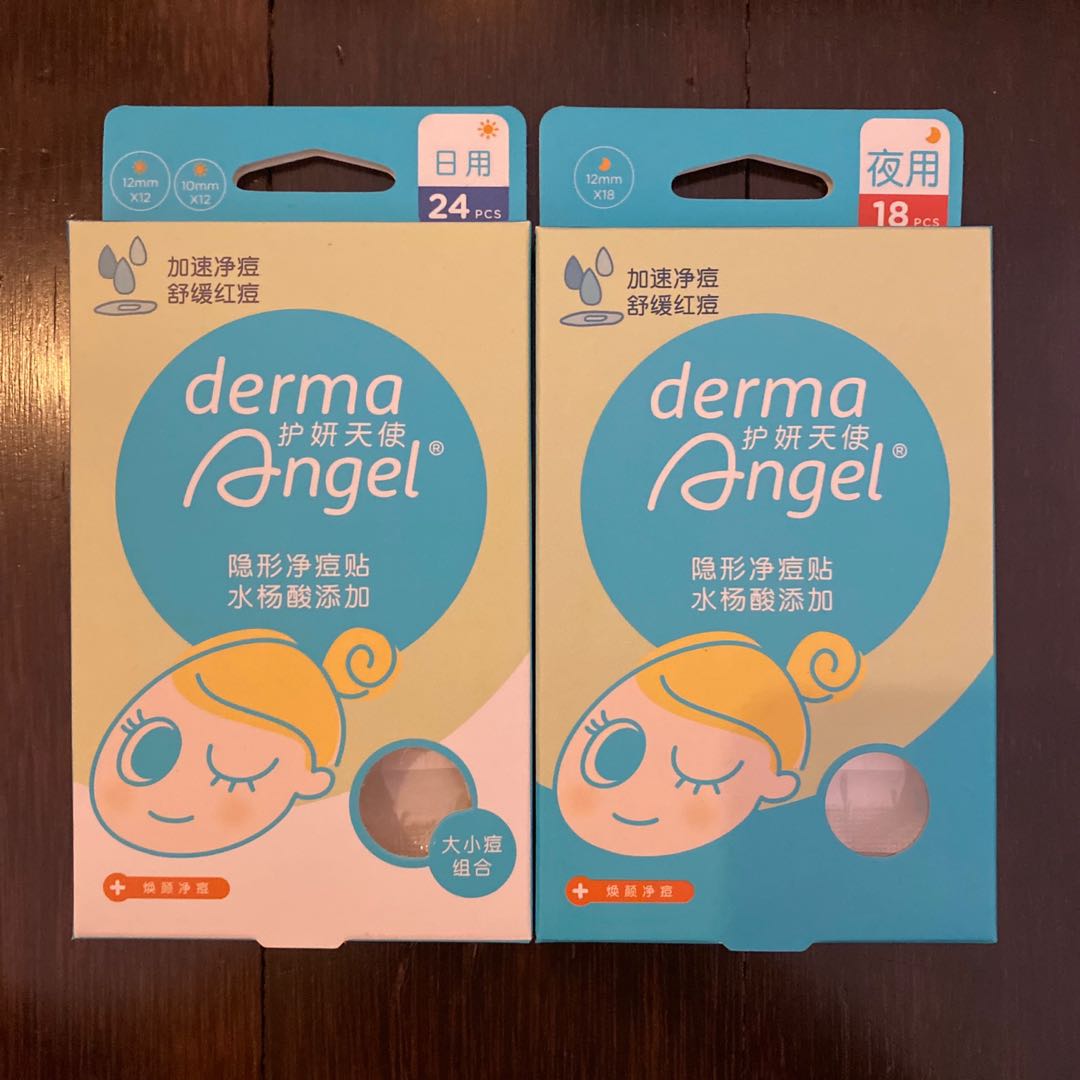 12mm
X12
10mm
X12
日用
24 PCS
加速净痘
舒缓红痘
derma
护妍天使
Angel®
隐形净痘贴
水杨酸添加
大小痘
组合
焕颜净痘
12mm
X18
夜用
18 PCS
加速净痘
舒缓红痘
derma
护妍天使
Angel®
隐形净痘贴
水杨酸添加
焕颜净痘